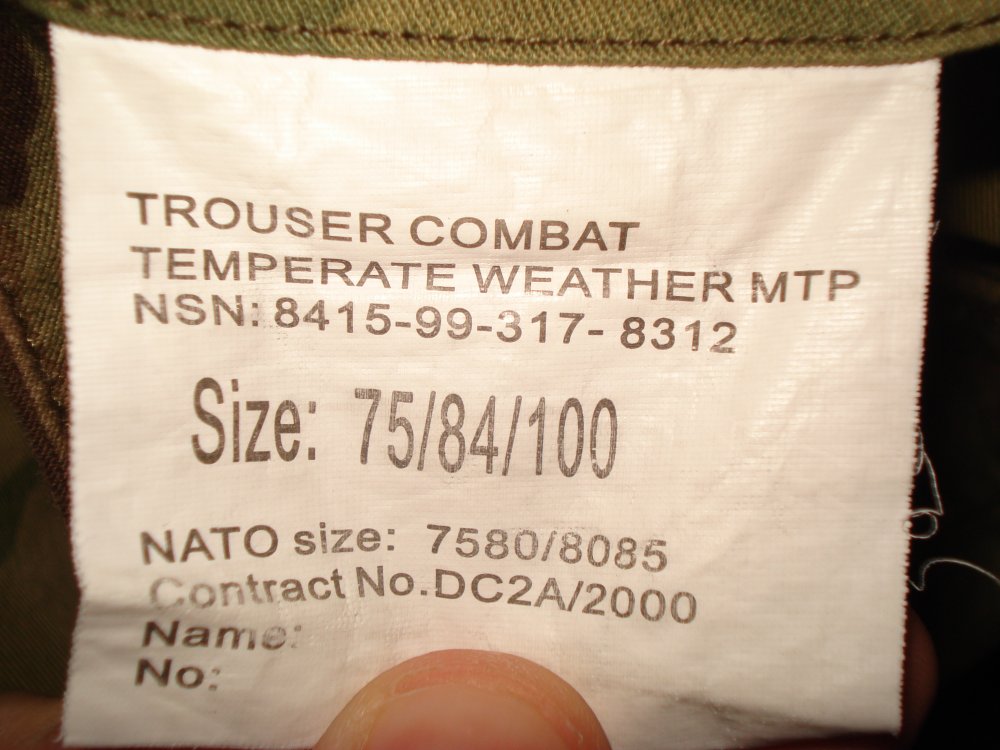 TROUSER COMBAT
TEMPERATE WEATHER MTP
NSN: 8415-99-317- 8312
Size: 75/84/100
NATO size: 7580/8085
Contract No.DC2A/2000
Name:
No: